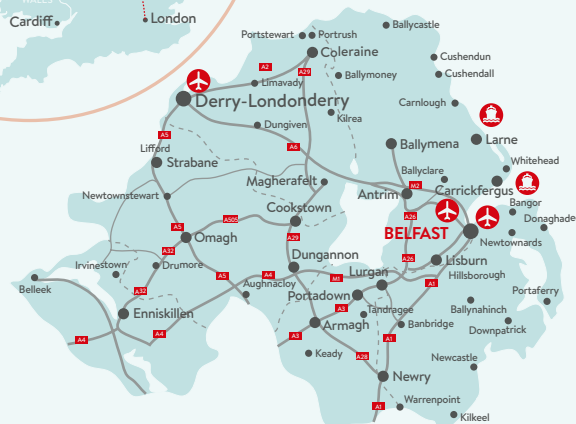 WALES
Cardiff
London
Ballycastle
Portstewart
Portrush
Coleraine
Cushendun
Cushendall
A2
A29
Limavady
Ballymoney
Derry-Londonderry
Carnlough
Kilrea
Dungiven
A5
A6
Lifford
Ballymena
Larne
Strabane
Whitehead
Ballyclare
Magherafelt
M2
Carrickfergus
Newtownstewart
Antrim
Bangor
Cookstown
A505
A26
Donaghade
A5
BELFAST
Omagh
A29
Newtownards
A32
Dungannon
A26
Lisburn
Irvinestown
Drumore
Lurgan
Hillsborough
A5
A4
M1
A1
Belleek
A32
Aughnacloy
Portadown
Portaferry
Tandragee
Ballynahinch
Enniskillen
A3
Armagh
Banbridge
Downpatrick
A4
A4
A3
A1
Keady
A28
Newcastle
Newry
Warrenpoint
A1
Kilkeel